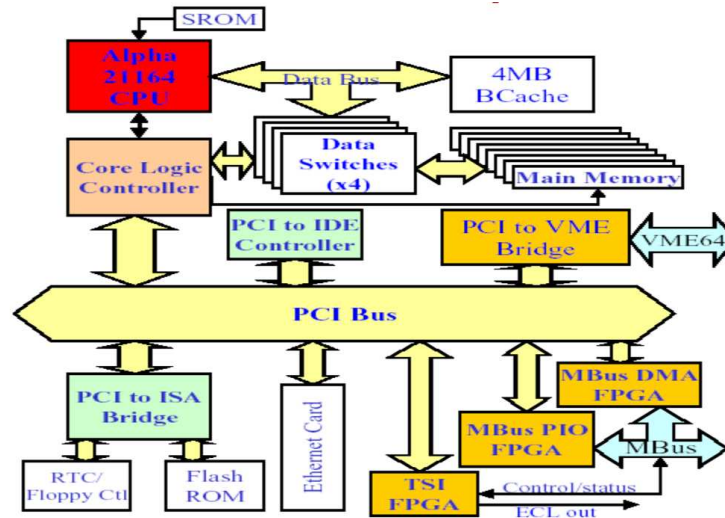 SROM
Alpha
21164
CPU
Data Bus
4MB
BCache
Core Logic
Controller
Data
Switches
(x4)
Main Memory
PCI to IDE
Controller
PCI to VME
Bridge
VME64
PCI Bus
PCI to ISA
Bridge
Ethernet Card
MBus DMA
FPGA
MBus PIO
FPGA
MBus
RTC/
Floppy Ctl
Flash
ROM
TSI
FPGA
Control/status
ECL out